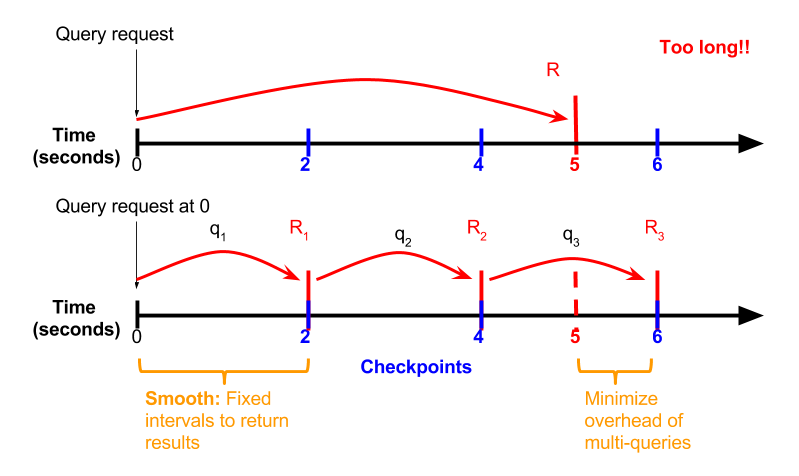 Query request
Too long!!
R
Time
(seconds)
0
2
4
5
6
Query request at 0
q1
R1
q2
R2
q3
R3
Time
(seconds)
0
2
4
5
6
Checkpoints
Smooth: Fixed
intervals to return
results
Minimize
overhead of
multi-queries